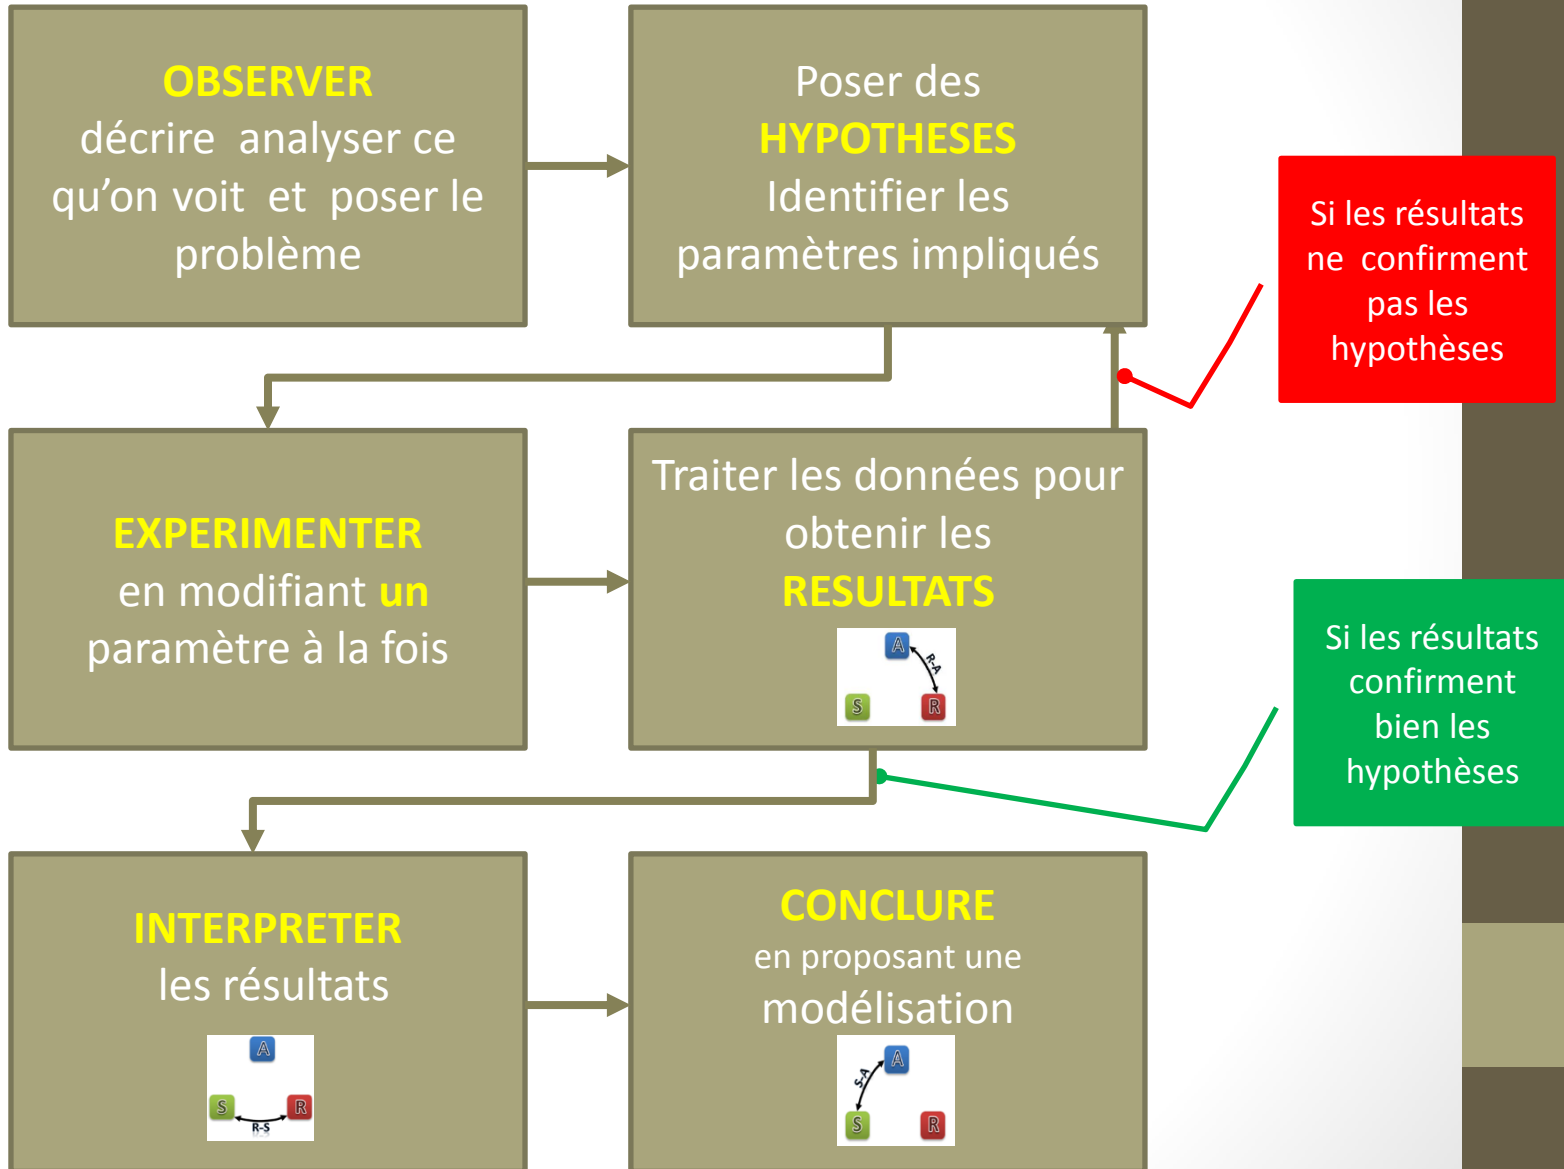 OBSERVER
décrire analyser ce
qu’on voit et poser le
problème
Poser des
HYPOTHESES
Identifier les
paramètres impliqués
Si les résultats
ne confirment
pas les
hypothèses
EXPERIMENTER
en modifiant un
paramètre à la fois
Traiter les données pour
obtenir les
RESULTATS
A
R-A
S
R
Si les résultats
confirment
bien les
hypothèses
INTERPRETER
les résultats
A
S
R
R-S
CONCLURE
en proposant une
modélisation
A
S-A
S
R